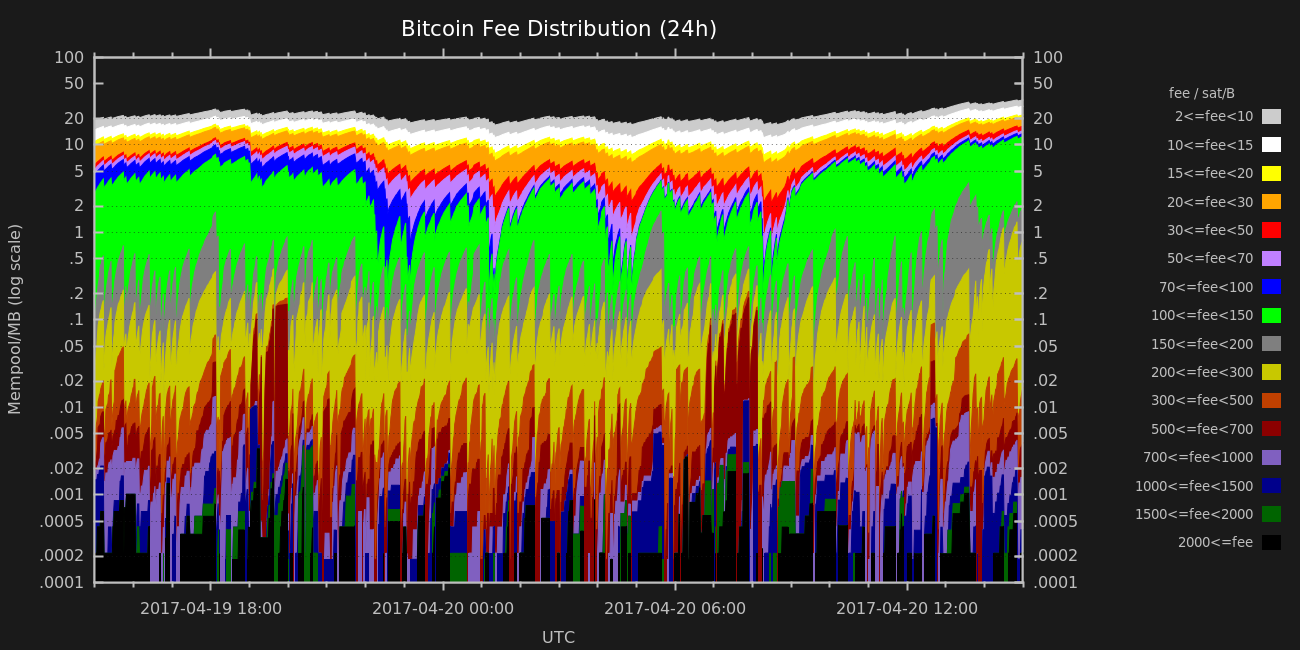 Bitcoin Fee Distribution (24h)
Mempool/MB (log scale)
100
50
20
10
5
2
1
.5
.2
.1
.05
.02
.01
.005
.002
.001
.0005
.0002
.0001
100
50
20
10
5
2
1
.5
.2
.1
.05
.02
.01
.005
.002
.001
.0005
.0002
.0001
2017-04-19 18:00 2017-04-20 00:00 2017-04-20 06:00 2017-04-20 12:00
UTC
fee / sat/B
2<=fee<10
10<=fee<15
15<=fee<20
20<=fee<30
30<=fee<50
50<=fee<70
70<=fee<100
100<=fee<150
150<=fee<200
200<=fee<300
300<=fee<500
500<=fee<700
700<=fee<1000
1000<=fee<1500
1500<=fee<2000
2000<=fee